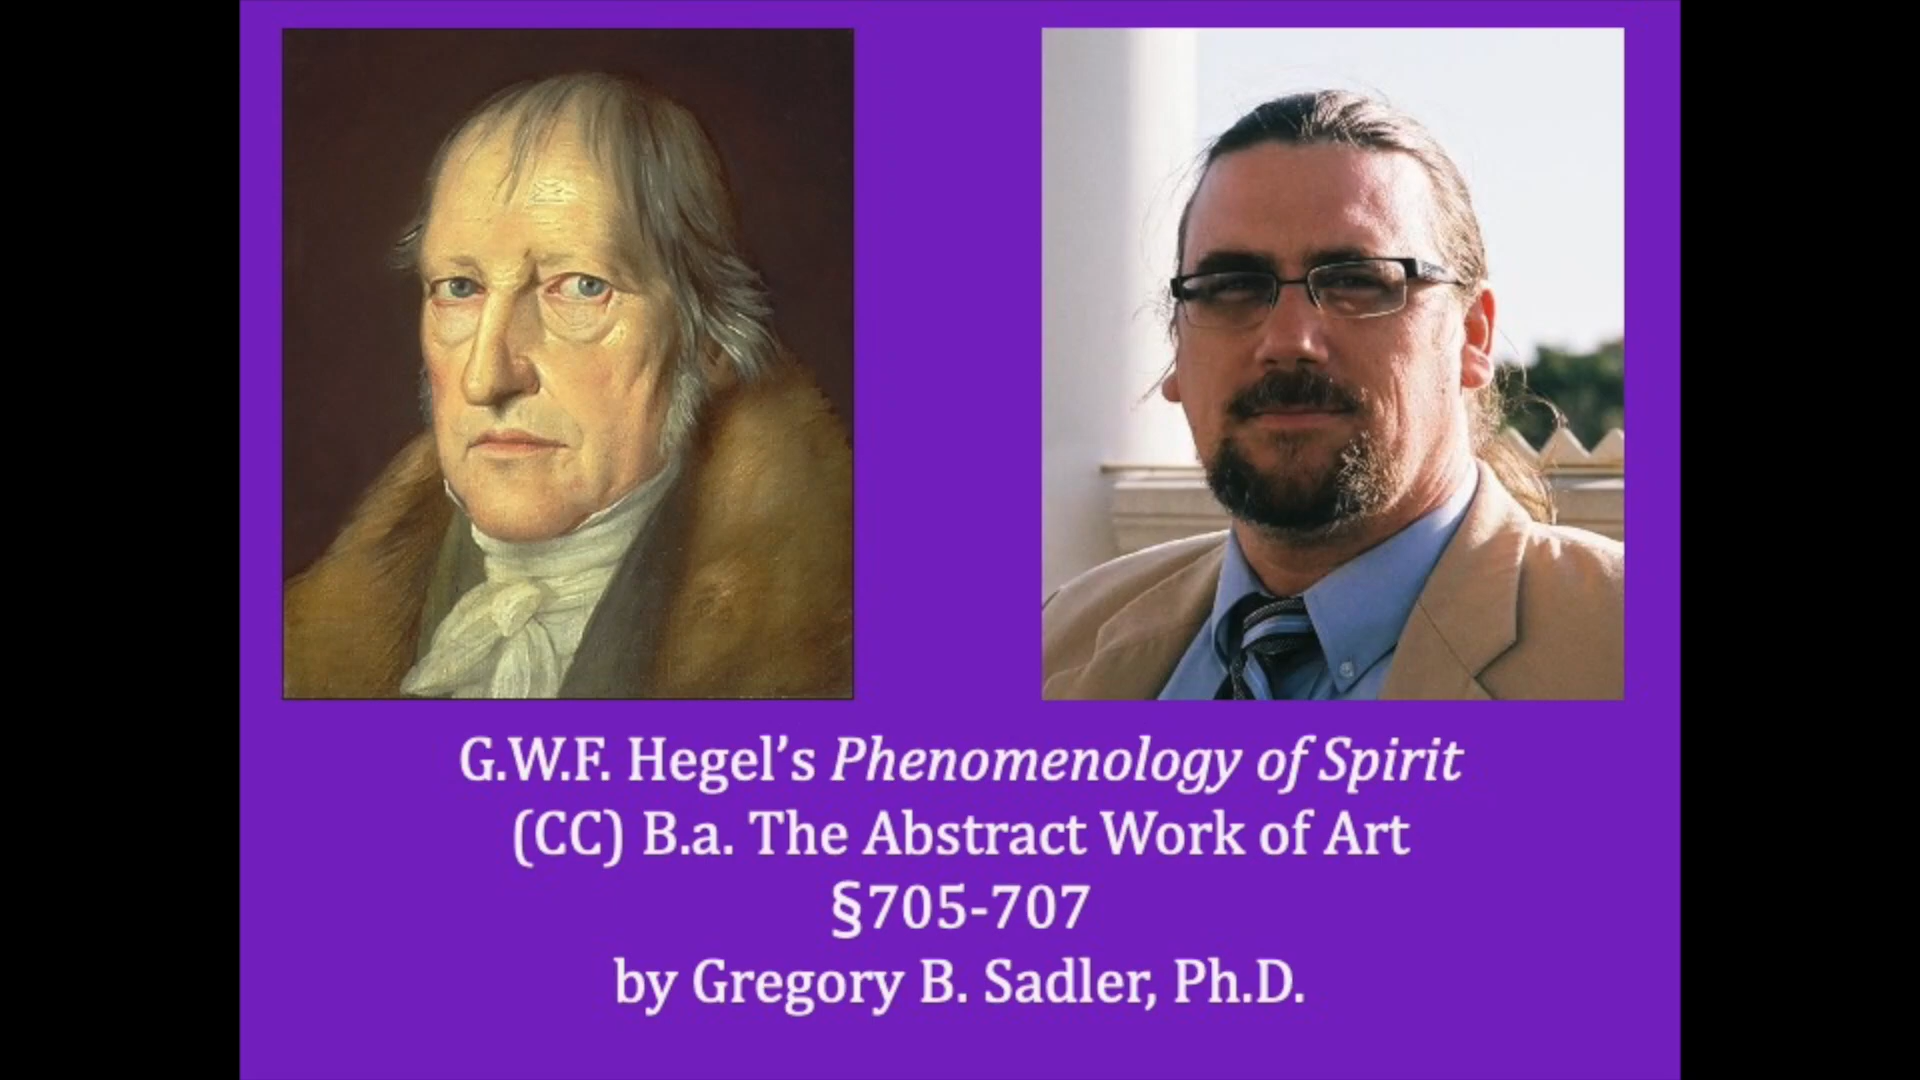 G.W.F. Hegel’s Phenomenology of Spirit
(CC) B.a. The Abstract Work of Art
§705-707
by Gregory B. Sadler, Ph.D.